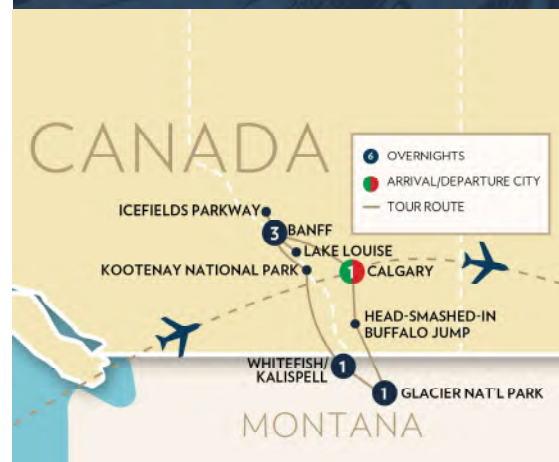 CANADA
6 OVERNIGHTS
ARRIVAL/DEPARTURE CITY
TOUR ROUTE
ICEFIELDS PARKWAY
3 BANFF
LAKE LOUISE
KOOTENAY NATIONAL PARK
1 CALGARY
HEAD-SMASHED-IN
BUFFALO JUMP
WHITEFISH/
KALISPELL
1
1 GLACIER NAT'L PARK
MONTANA